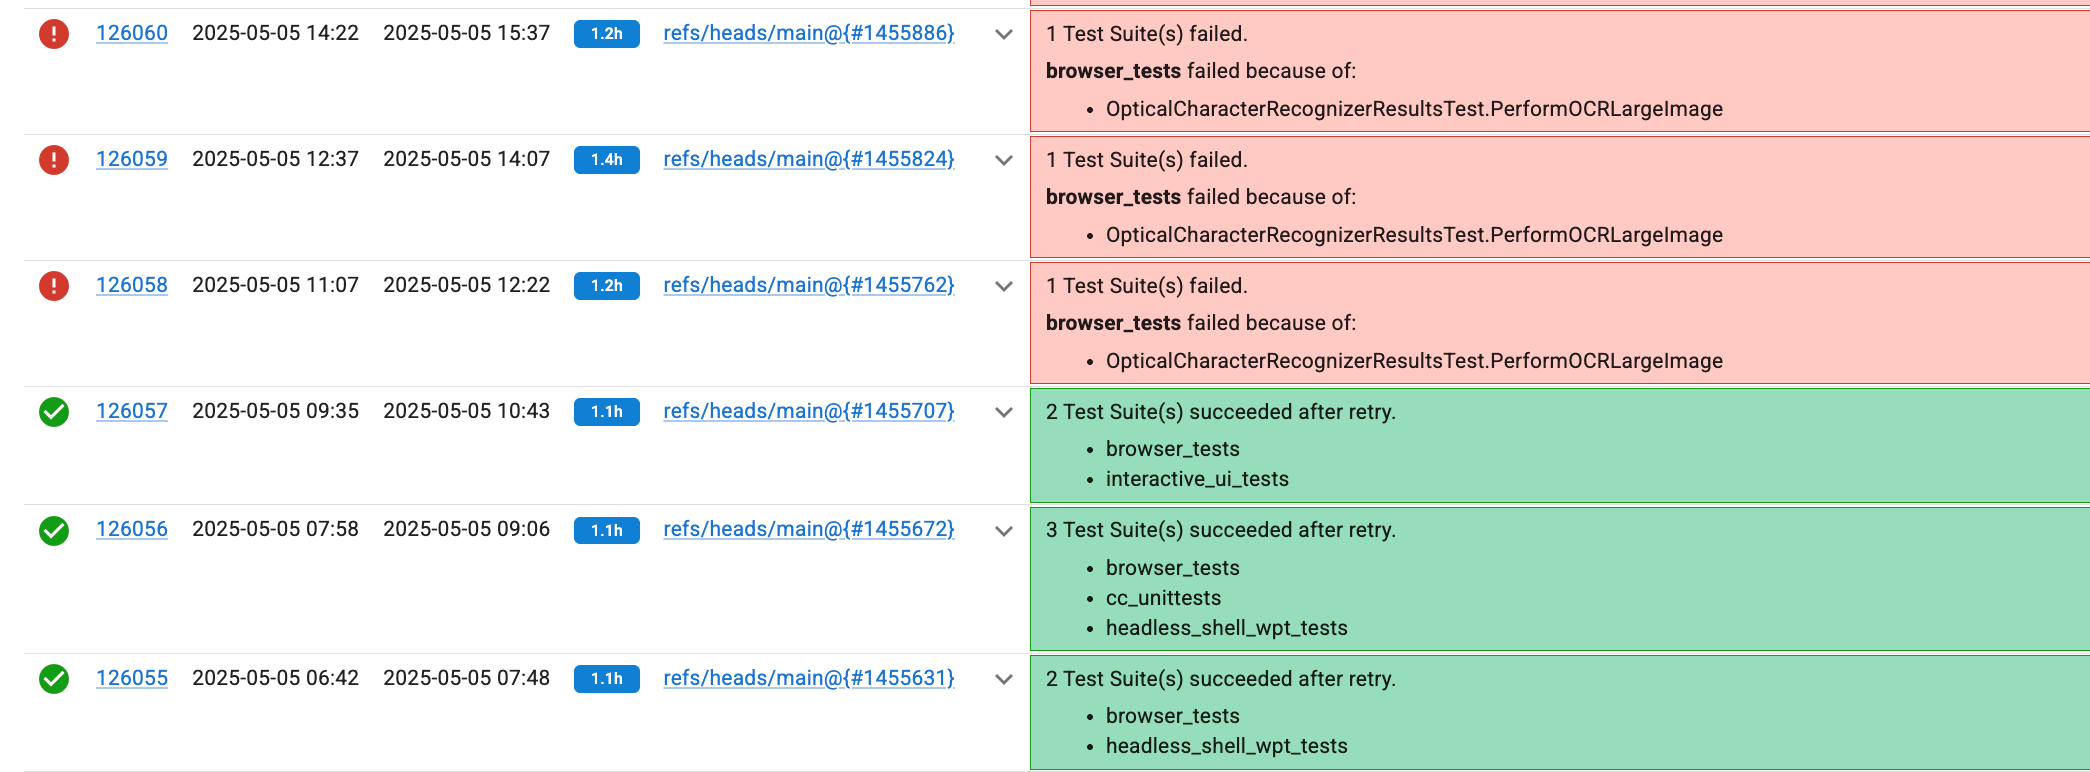 126060 2025-05-05 14:22 2025-05-05 15:37 1.2h refs/heads/main@{#1455886} 1 Test Suite(s) failed.
browser_tests failed because of:
• OpticalCharacterRecognizerResultsTest.PerformOCRLargeImage
126059 2025-05-05 12:37 2025-05-05 14:07 1.4h refs/heads/main@{#1455824} 1 Test Suite(s) failed.
browser_tests failed because of:
• OpticalCharacterRecognizerResultsTest.PerformOCRLargeImage
126058 2025-05-05 11:07 2025-05-05 12:22 1.2h refs/heads/main@{#1455762} 1 Test Suite(s) failed.
browser_tests failed because of:
• OpticalCharacterRecognizerResultsTest.PerformOCRLargeImage
126057 2025-05-05 09:35 2025-05-05 10:43 1.1h refs/heads/main@{#1455707} 2 Test Suite(s) succeeded after retry.
• browser_tests
• interactive_ui_tests
126056 2025-05-05 07:58 2025-05-05 09:06 1.1h refs/heads/main@{#1455672} 3 Test Suite(s) succeeded after retry.
• browser_tests
• cc_unittests
• headless_shell_wpt_tests
126055 2025-05-05 06:42 2025-05-05 07:48 1.1h refs/heads/main@{#1455631} 2 Test Suite(s) succeeded after retry.
• browser_tests
• headless_shell_wpt_tests